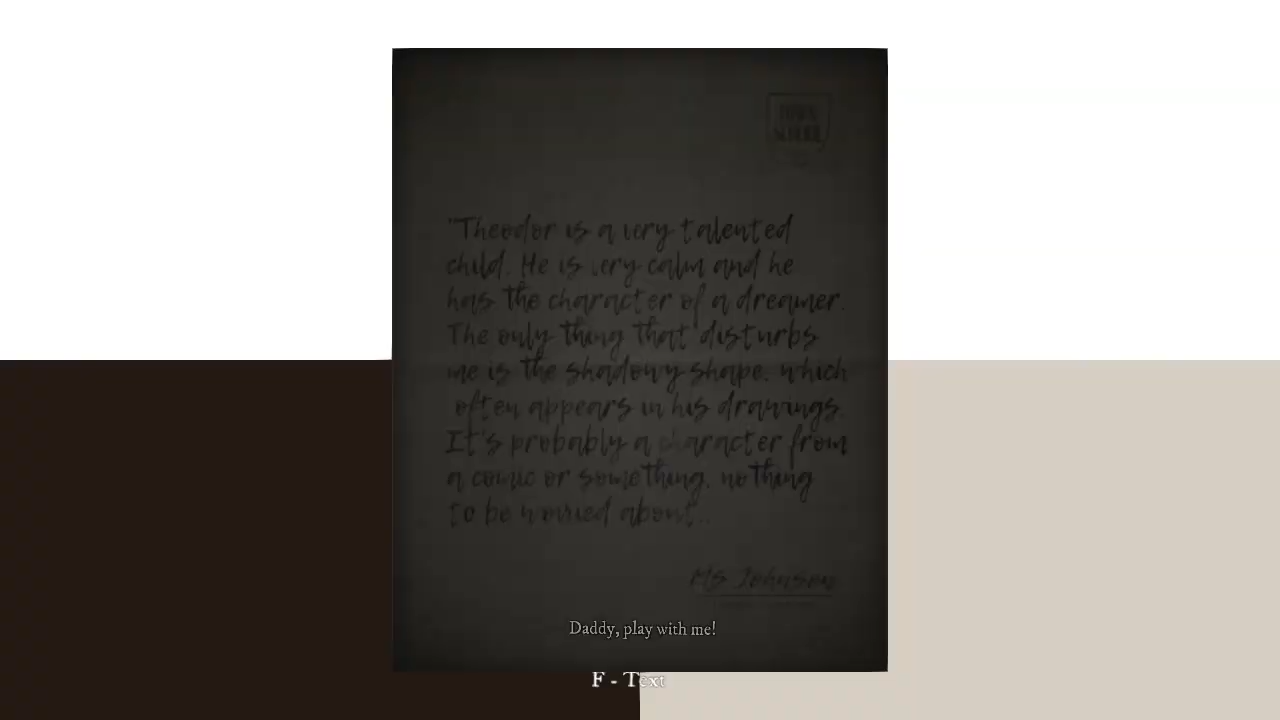 TOWN
SCHOOL
"Theodor is a very talented
child. He is very calm and he
has the character of a dreamer.
The only thing that disturbs
me is the shadowy shape, which
often appears in his drawings.
It's probably a character from
a comic or something, nothing
to be worried about..
Ms Johnson
Daddy, play with me!
F - Text